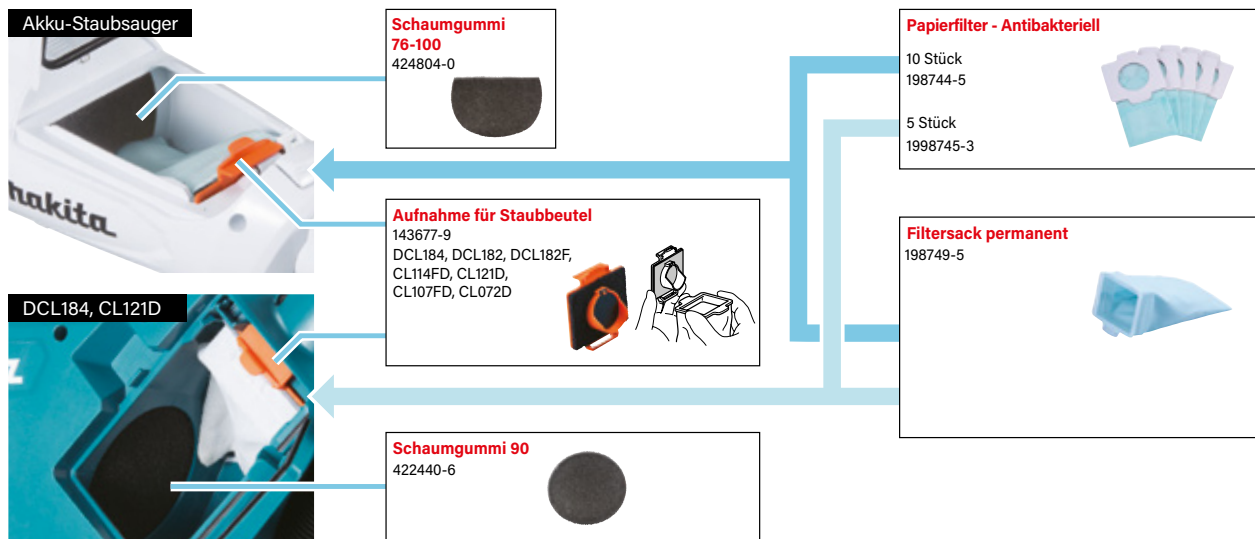 Akku-Staubsauger
makita
Schaumgummi
76-100
424804-0
Papierfilter - Antibakteriell
10 Stück
198744-5
5 Stück
1998745-3
Aufnahme für Staubbeutel
143677-9
DCL184, DCL182, DCL182F,
CL114FD, CL121D,
CL107FD, CL072D
Filtersack permanent
198749-5
DCL184, CL121D
Schaumgummi 90
422440-6